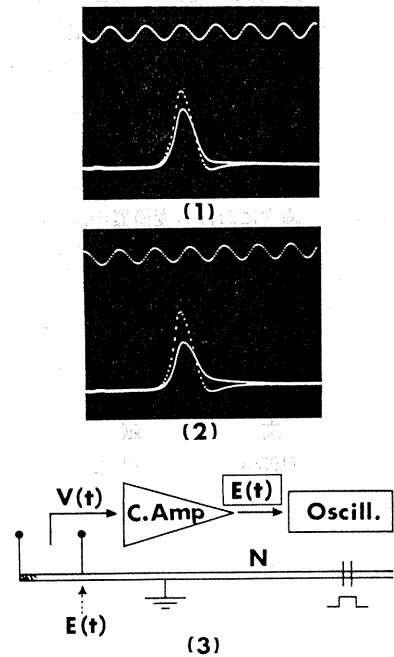 (1)
(2)
V(t)
C.Amp
E(t)
Oscill.
N
E(t)
(3)